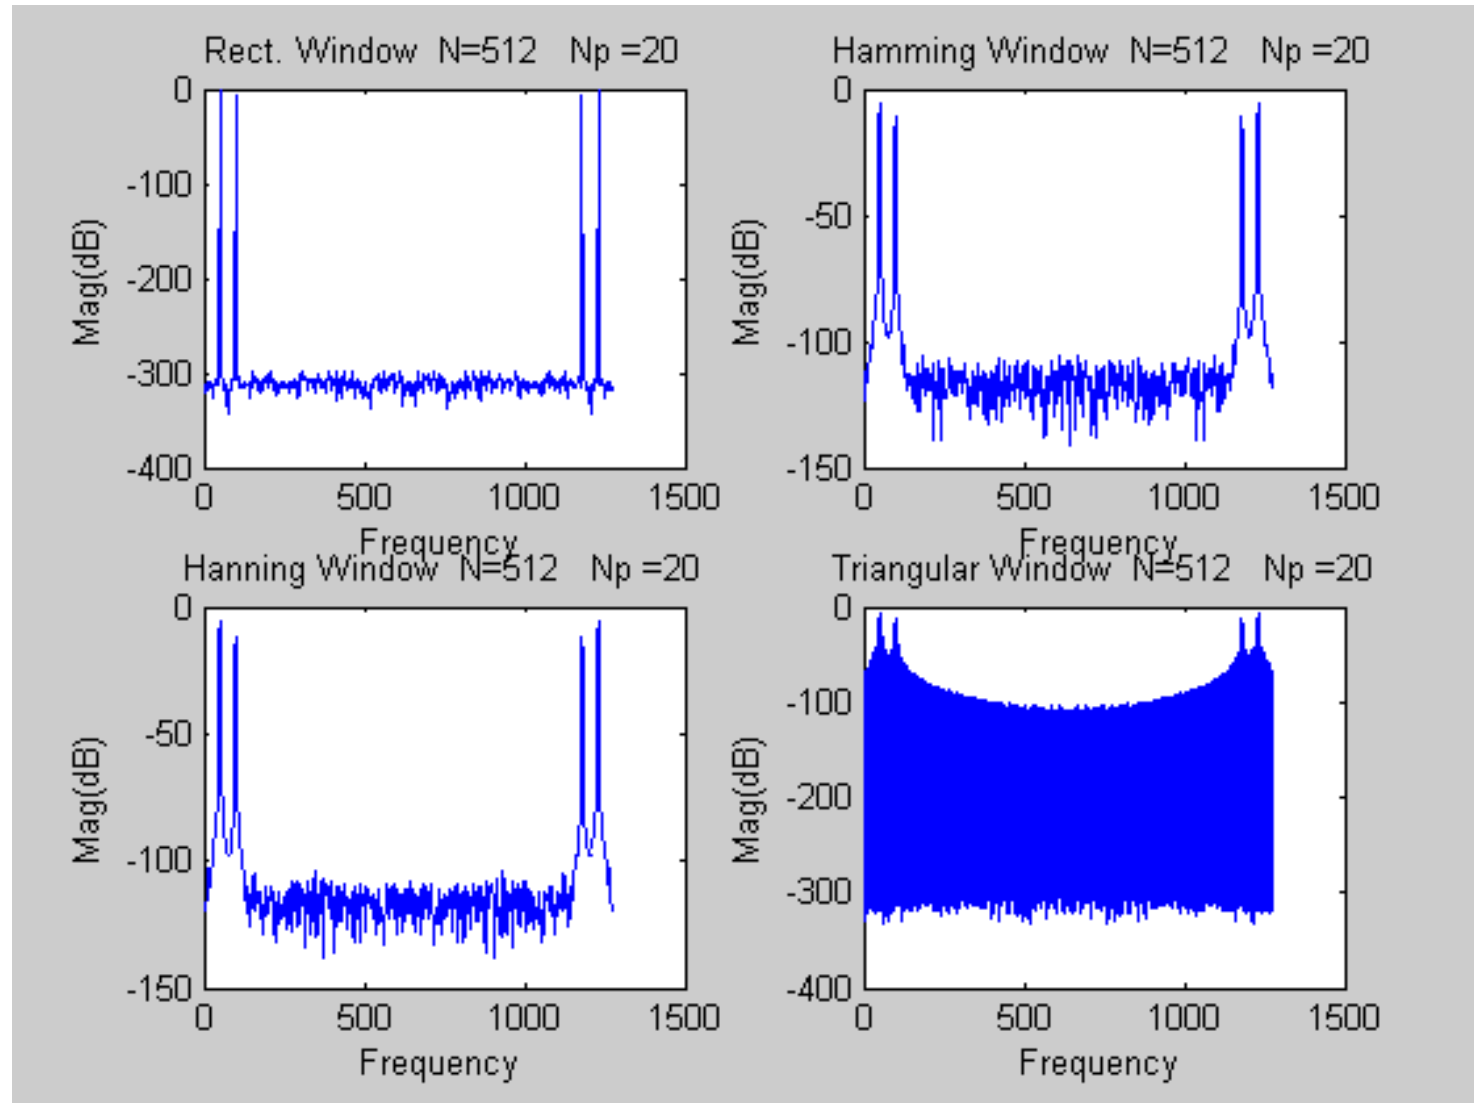 Rect. Window N=512 Np =20
0
-100
-200
-300
-400
Mag(dB)
0 500 1000 1500
Frequency
Hamming Window N=512 Np =20
0
-50
-100
-150
Mag(dB)
0 500 1000 1500
Frequency
Hanning Window N=512 Np =20
0
-50
-100
-150
Mag(dB)
0 500 1000 1500
Frequency
Triangular Window N=512 Np =20
0
-100
-200
-300
-400
Mag(dB)
0 500 1000 1500
Frequency